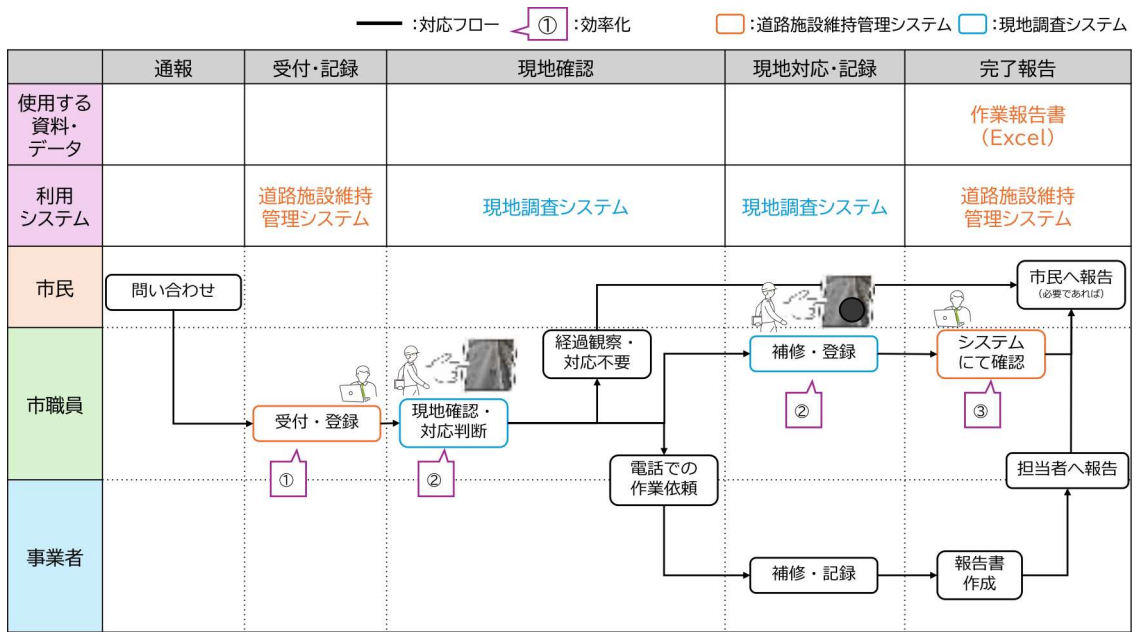 :対応フロー
①
:効率化
:道路施設維持管理システム
:現地調査システム
通報
受付・記録
現地確認
現地対応・記録
完了報告
使用する
資料・
データ
作業報告書
(Excel)
利用
システム
道路施設維持
管理システム
現地調査システム
現地調査システム
道路施設維持
管理システム
市民
問い合わせ
市民へ報告
(必要であれば)
市職員
経過観察・
対応不要
補修・登録
システム
にて確認
受付・登録
現地確認・
対応判断
②
③
①
②
電話での
作業依頼
担当者へ報告
事業者
補修・記録
報告書
作成